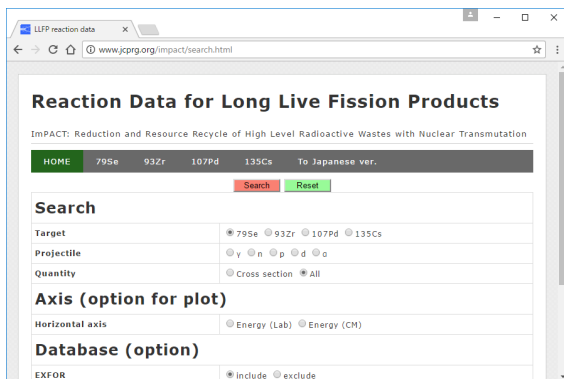 LLFP reaction data
www.jcprg.org/impact/search.html
Reaction Data for Long Live Fission Products
ImPACT: Reduction and Resource Recycle of High Level Radioactive Wastes with Nuclear Transmutation
HOME 79Se 93Zr 107Pd 135Cs To Japanese ver.
Search Reset
Search
Target 79Se 93Zr 107Pd 135Cs
Projectile γ n p d α
Quantity Cross section All
Axis (option for plot)
Horizontal axis Energy (Lab) Energy (CM)
Database (option)
EXFOR include exclude